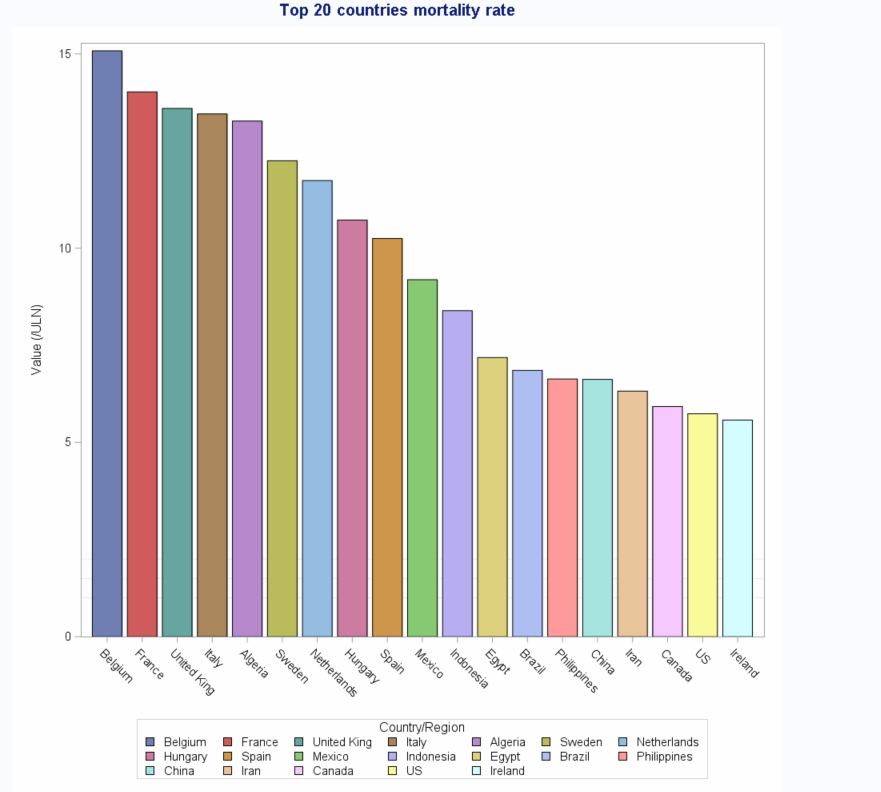 Top 20 countries mortality rate
15
10
5
0
Value (/ULN)
Belgium
France
United King
Italy
Algeria
Sweden
Netherlands
Hungary
Spain
Mexico
Indonesia
Egypt
Brazil
Philippines
China
Iran
Canada
US
Ireland
Country/Region
Belgium France United King Italy Algeria Sweden Netherlands
Hungary Spain Mexico Indonesia Egypt Brazil Philippines
China Iran Canada US Ireland